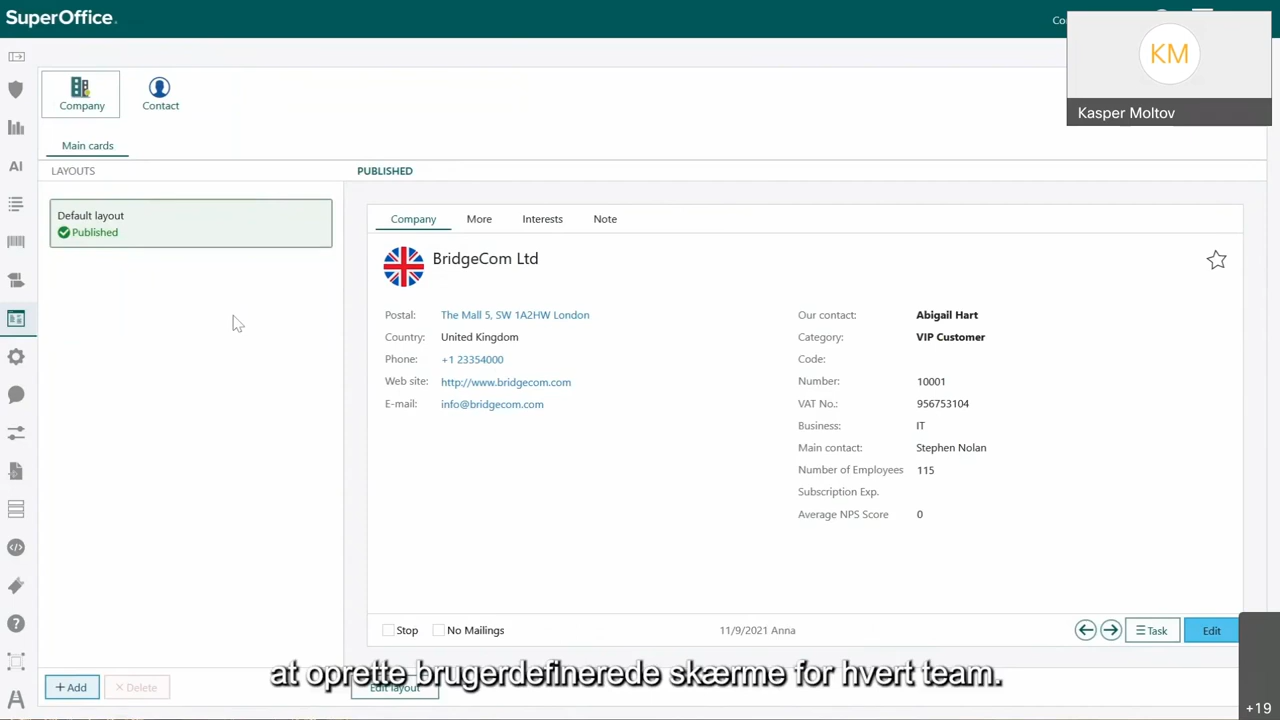 SuperOffice.
Co
KM
Kasper Moltov
Company
Contact
Main cards
LAYOUTS
PUBLISHED
Default layout
Published
Company
More
Interests
Note
BridgeCom Ltd
Postal: The Mall 5, SW 1A2HW London
Country: United Kingdom
Phone: +1 23354000
Web site: http://www.bridgecom.com
E-mail: info@bridgecom.com
Our contact: Abigail Hart
Category: VIP Customer
Code:
Number: 10001
VAT No.: 956753104
Business: IT
Main contact: Stephen Nolan
Number of Employees 115
Subscription Exp.
Average NPS Score 0
AI
Stop
No Mailings
11/9/2021 Anna
Task
Edit
at oprette brugerdefinerede skærme for hvert team.
+ Add
× Delete
Edit layout
+19